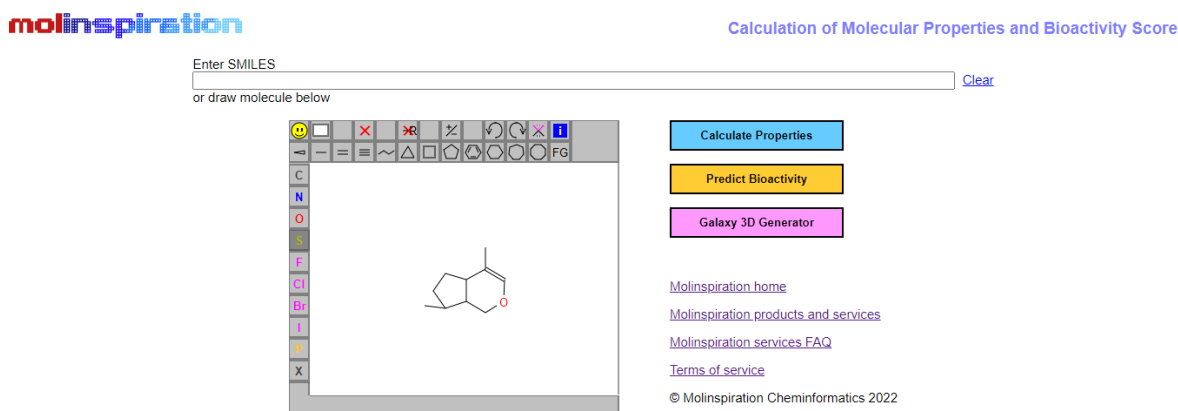 molinspiration
Calculation of Molecular Properties and Bioactivity Score
Enter SMILES
Clear
or draw molecule below
R
+/-
i
FG
C
N
O
S
F
Cl
Br
I
P
X
O
Calculate Properties
Predict Bioactivity
Galaxy 3D Generator
Molinspiration home
Molinspiration products and services
Molinspiration services FAQ
Terms of service
© Molinspiration Cheminformatics 2022